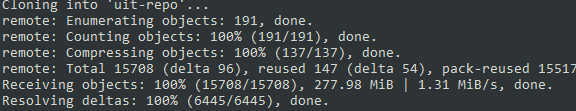 Cloning into 'uit-repo'...
remote: Enumerating objects: 191, done.
remote: Counting objects: 100% (191/191), done.
remote: Compressing objects: 100% (137/137), done.
remote: Total 15708 (delta 96), reused 147 (delta 54), pack-reused 15517
Receiving objects: 100% (15708/15708), 277.98 MiB | 1.31 MiB/s, done.
Resolving deltas: 100% (6445/6445), done.